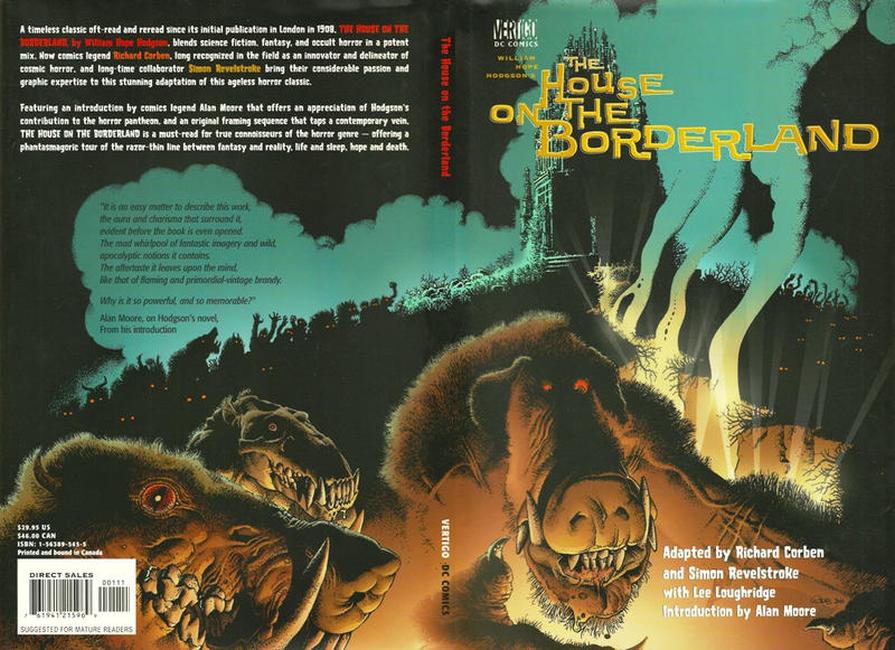 A timeless classic oft-read and reread since its initial publication in London in 1908, THE HOUSE ON THE
BORDERLAND, by William Hope Hodgson, blends science fiction, fantasy, and occult horror in a potent
mix. Now comics legend Richard Corben, long recognized in the field as an innovator and delineator of
cosmic horror, and long-time collaborator Simon Revelstroke bring their considerable passion and
graphic expertise to this stunning adaptation of this ageless horror classic.
Featuring an introduction by comics legend Alan Moore that offers an appreciation of Hodgson's
contribution to the horror pantheon, and an original framing sequence that taps a contemporary vein,
THE HOUSE ON THE BORDERLAND is a must-read for true connoisseurs of the horror genre — offering a
phantasmagoric tour of the razor-thin line between fantasy and reality, life and sleep, hope and death.
"It is no easy matter to describe this work,
the aura and charisma that surround it,
evident before the book is even opened.
The mad whirlpool of fantastic imagery and wild,
apocalyptic notions it contains.
The aftertaste it leaves upon the mind,
like that of flaming and primordial-vintage brandy.
Why is it so powerful, and so memorable?"
Alan Moore, on Hodgson's novel,
From his introduction
$29.95 US
$46.00 CAN
ISBN: 1-56389-545-5
Printed and bound in Canada
DIRECT SALES
00111
7 61941 21596 9
SUGGESTED FOR MATURE READERS
The House on the Borderland
VERTIGO DC COMICS
VERTIGO
DC COMICS
WILLIAM
HOPE
HODGSON'S
THE
HOUSE
ON THE
BORDERLAND
Adapted by Richard Corben
and Simon Revelstroke
with Lee Loughridge
Introduction by Alan Moore